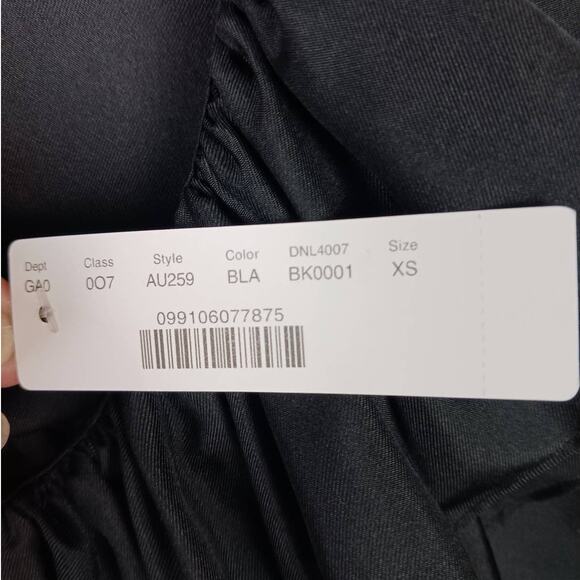 Dept Class Style Color DNL4007 Size
GA0 0O7 AU259 BLA BK0001 XS
099106077875